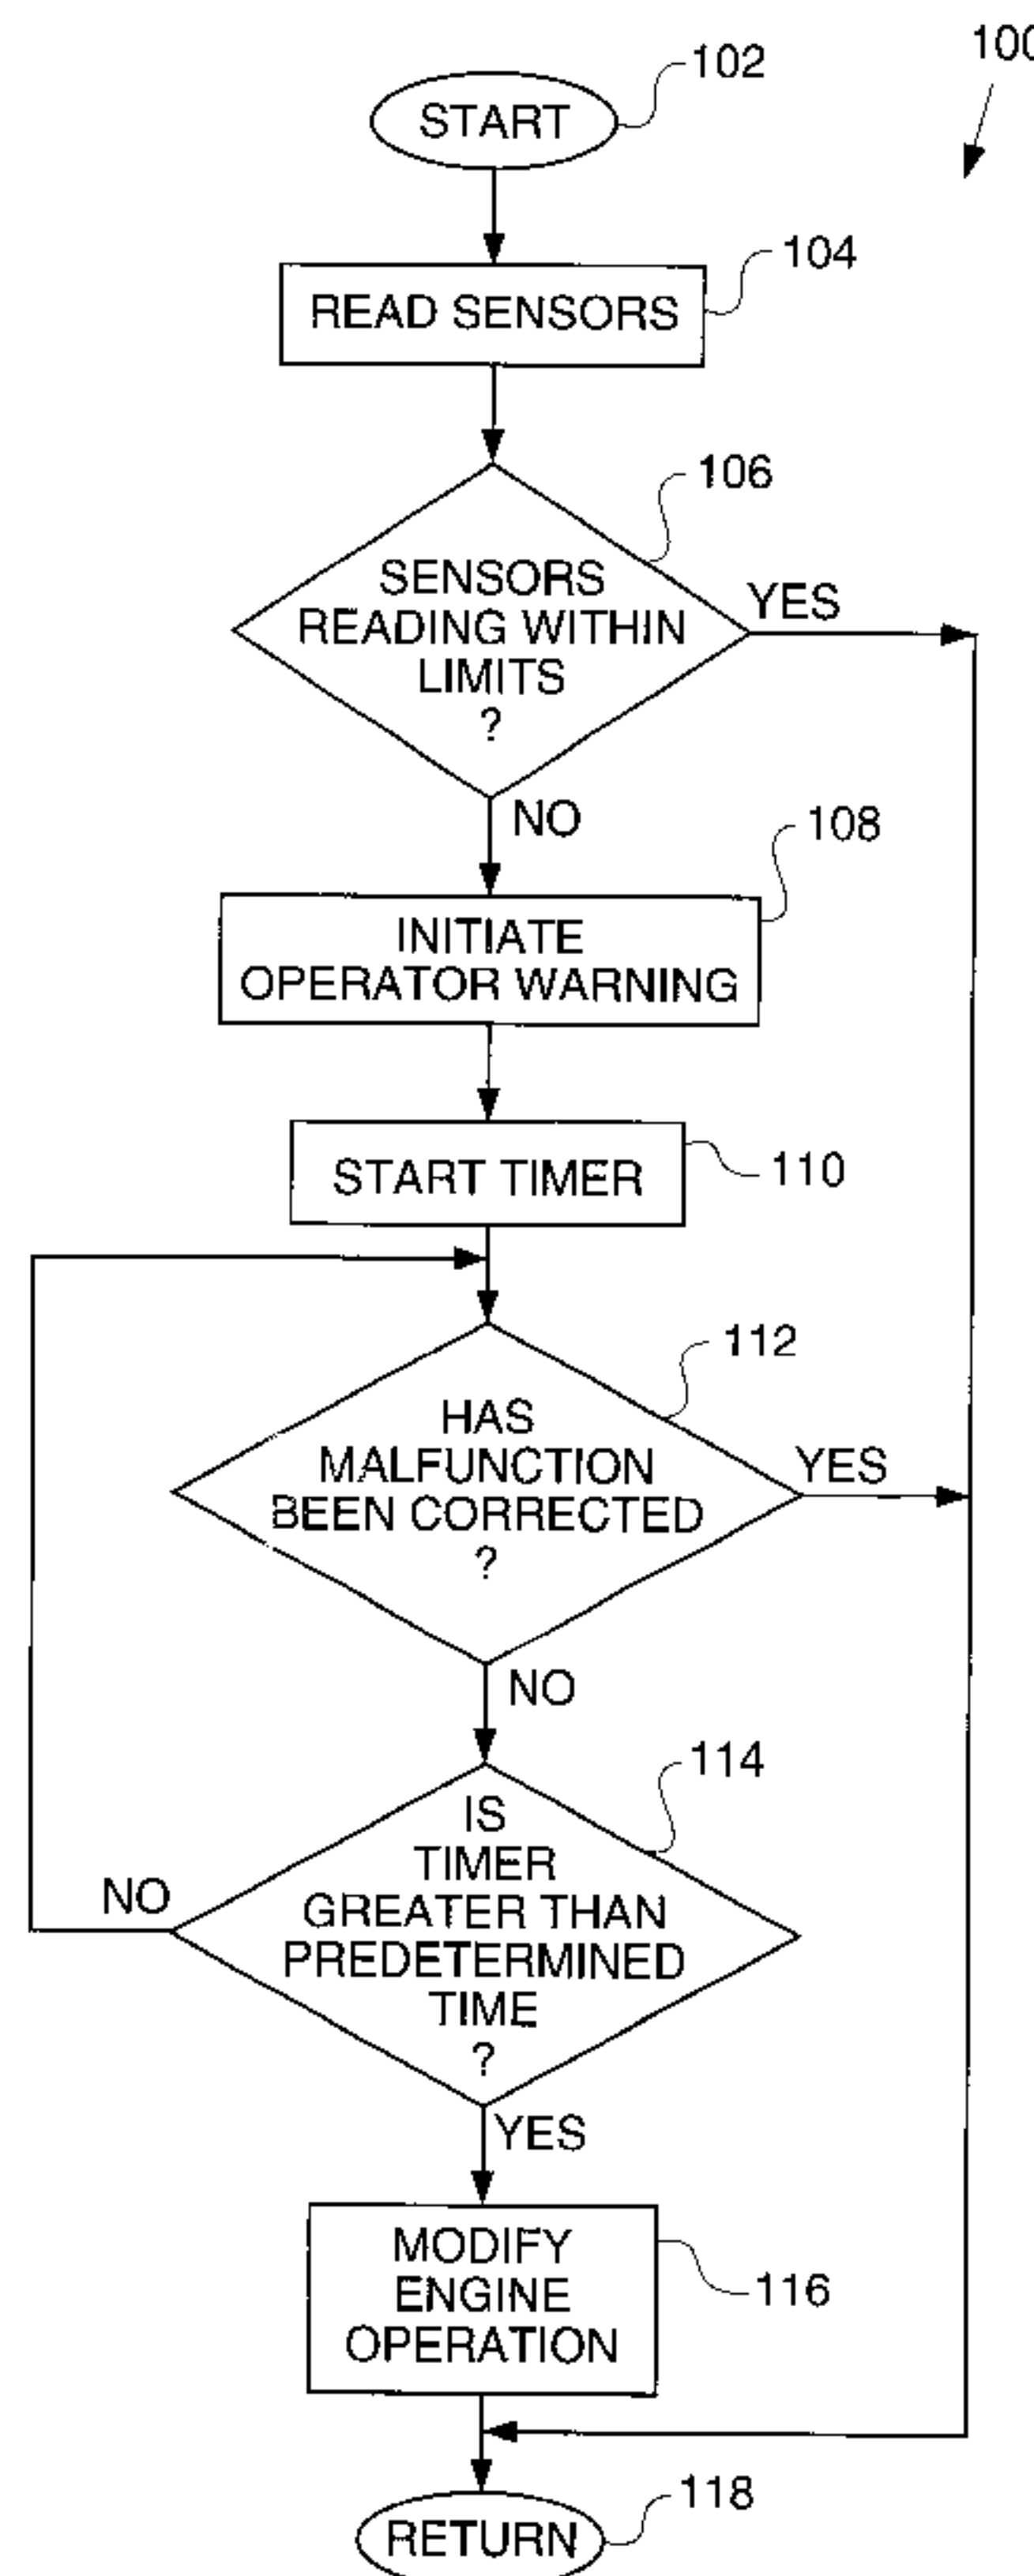 100
102
START
104
READ SENSORS
106
SENSORS
READING WITHIN
LIMITS
?
YES
NO
108
INITIATE
OPERATOR WARNING
110
START TIMER
112
HAS
MALFUNCTION
BEEN CORRECTED
?
YES
NO
114
IS
TIMER
GREATER THAN
PREDETERMINED
TIME
?
NO
YES
116
MODIFY
ENGINE
OPERATION
118
RETURN